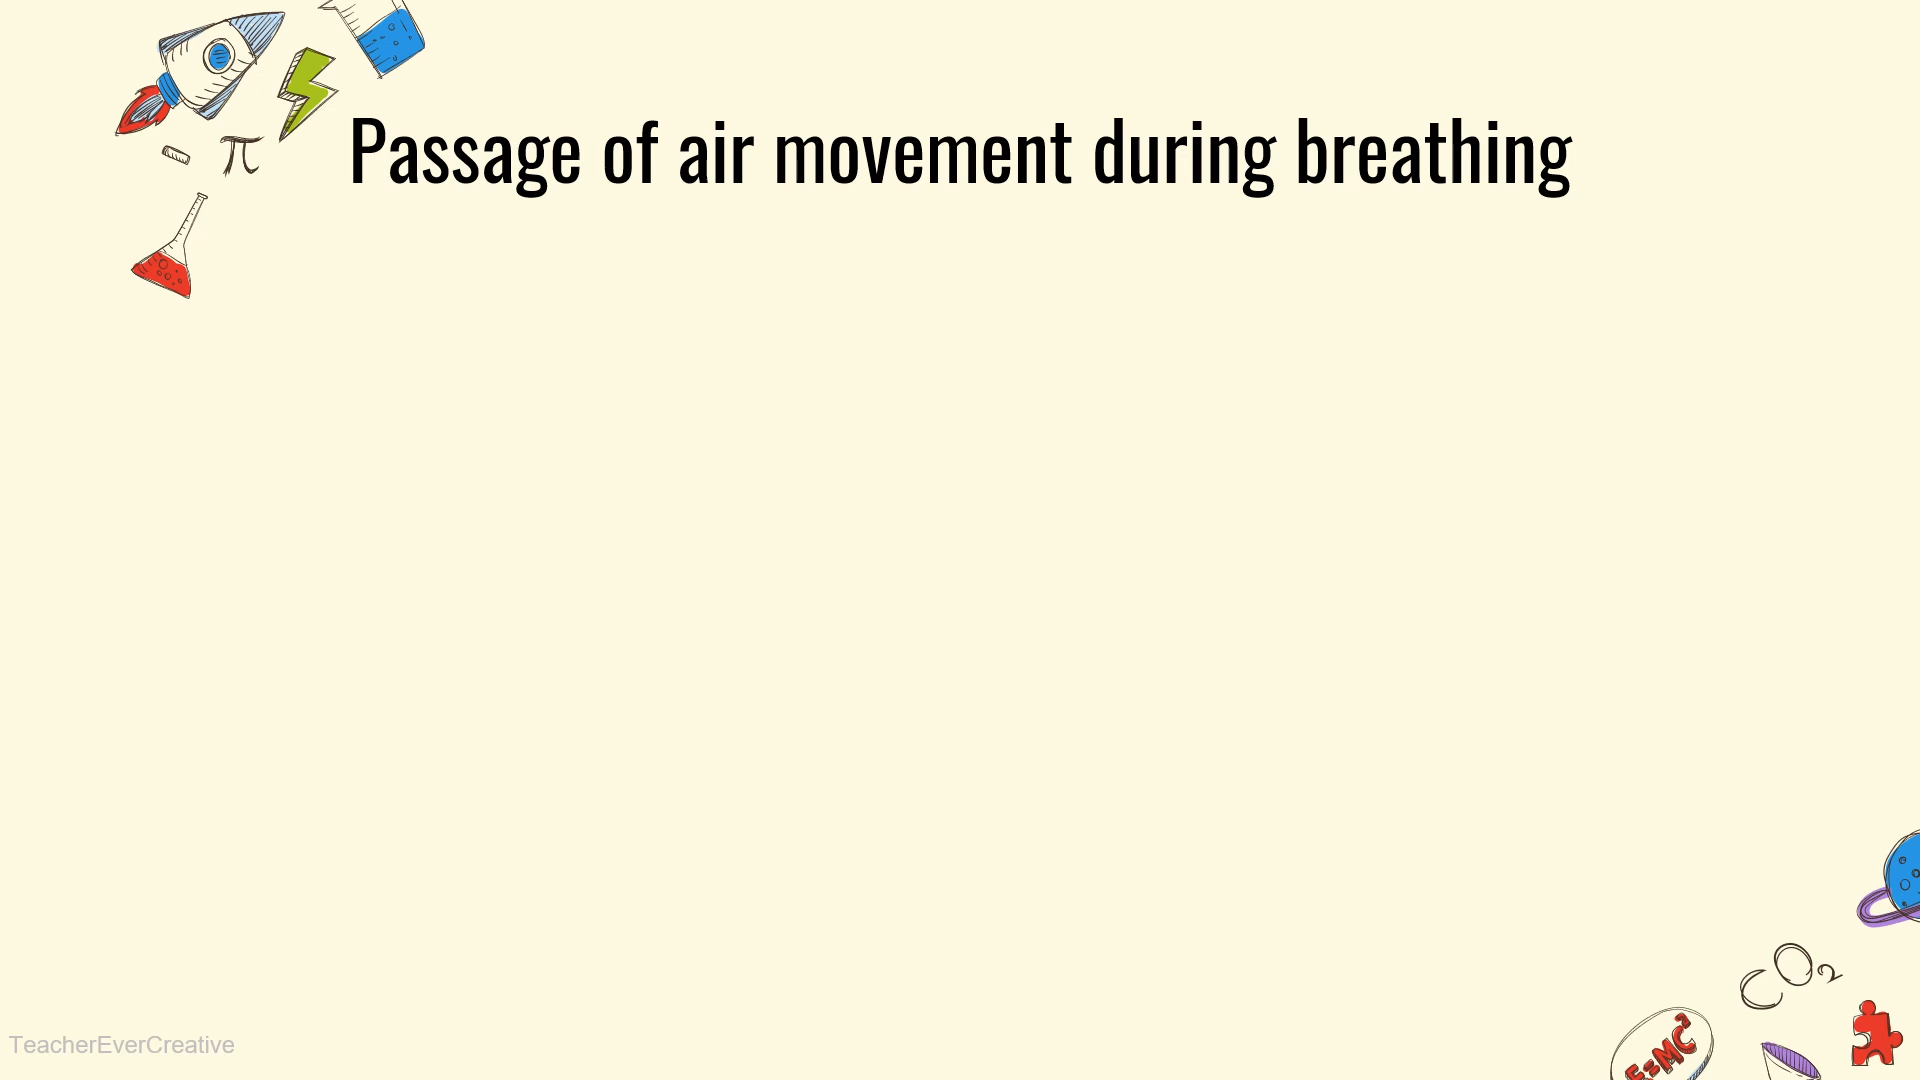 π
Passage of air movement during breathing
CO₂
E=MC²
TeacherEverCreative